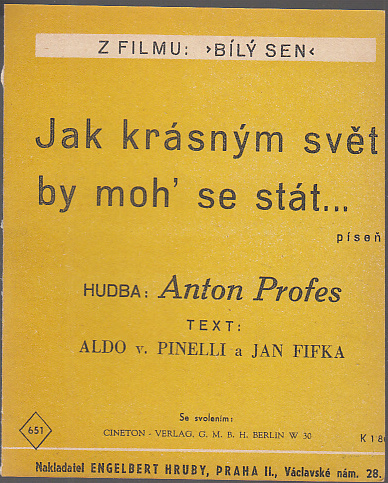 Z FILMU: ›BÍLÝ SEN‹
Jak krásným svět
by moh' se stát...
píseň
HUDBA: Anton Profes
TEXT:
ALDO v. PINELLI a JAN FIFKA
651
Se svolením:
CINETON - VERLAG, G. M. B. H. BERLIN W 30
Nakladatel ENGELBERT HRUBY, PRAHA II., Václavské nám. 28.